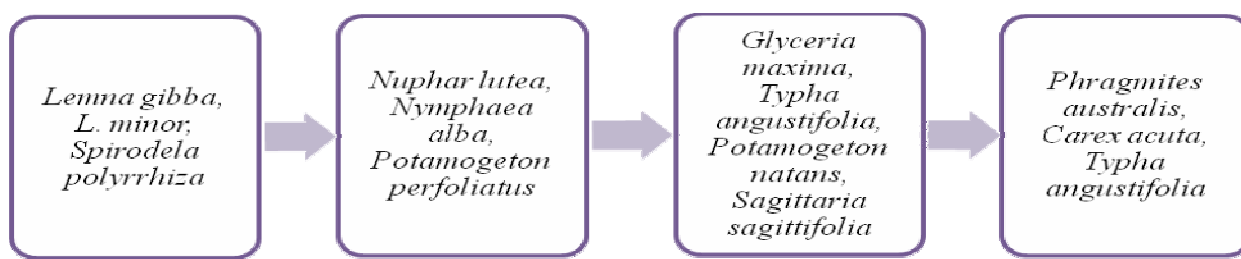 Lemna gibba,
L. minor,
Spirodela
polyrrhiza
Nuphar lutea,
Nymphaea
alba,
Potamogeton
perfoliatus
Glyceria
maxima,
Typha
angustifolia,
Potamogeton
natans,
Sagittaria
sagittifolia
Phragmites
australis,
Carex acuta,
Typha
angustifolia